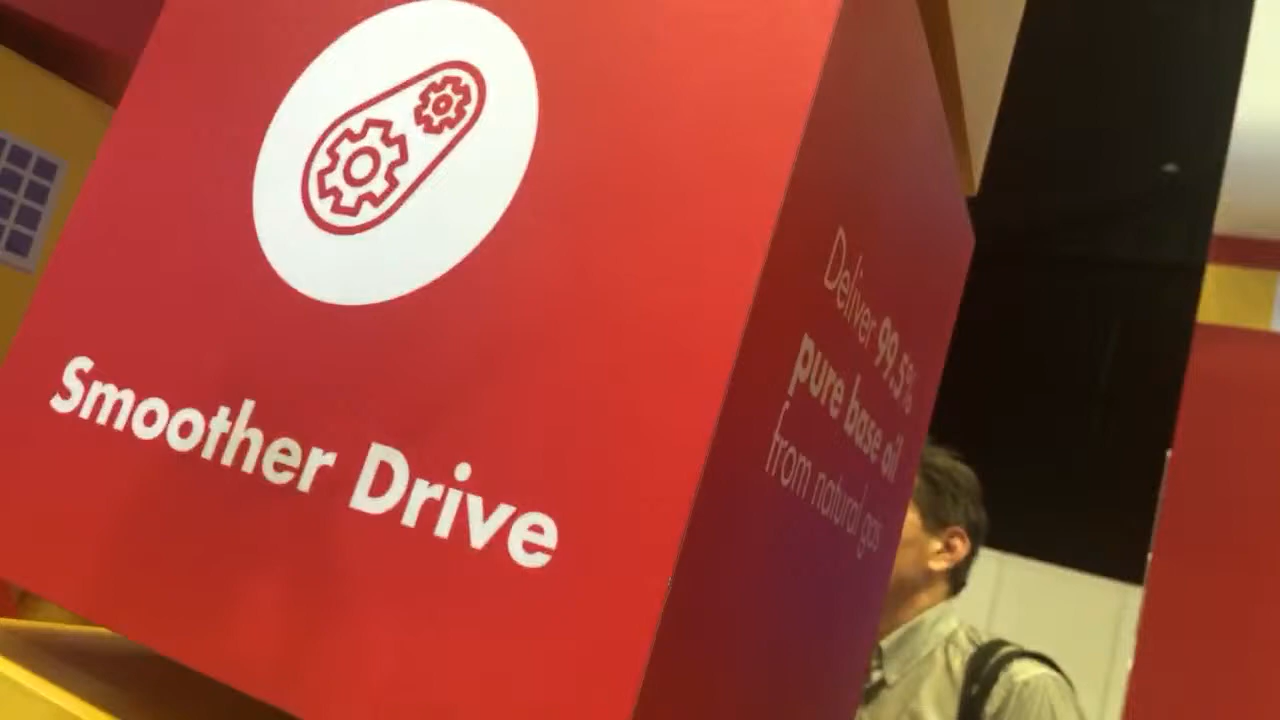 Smoother Drive
Deliver 99.5%
pure base oil
from natural gas